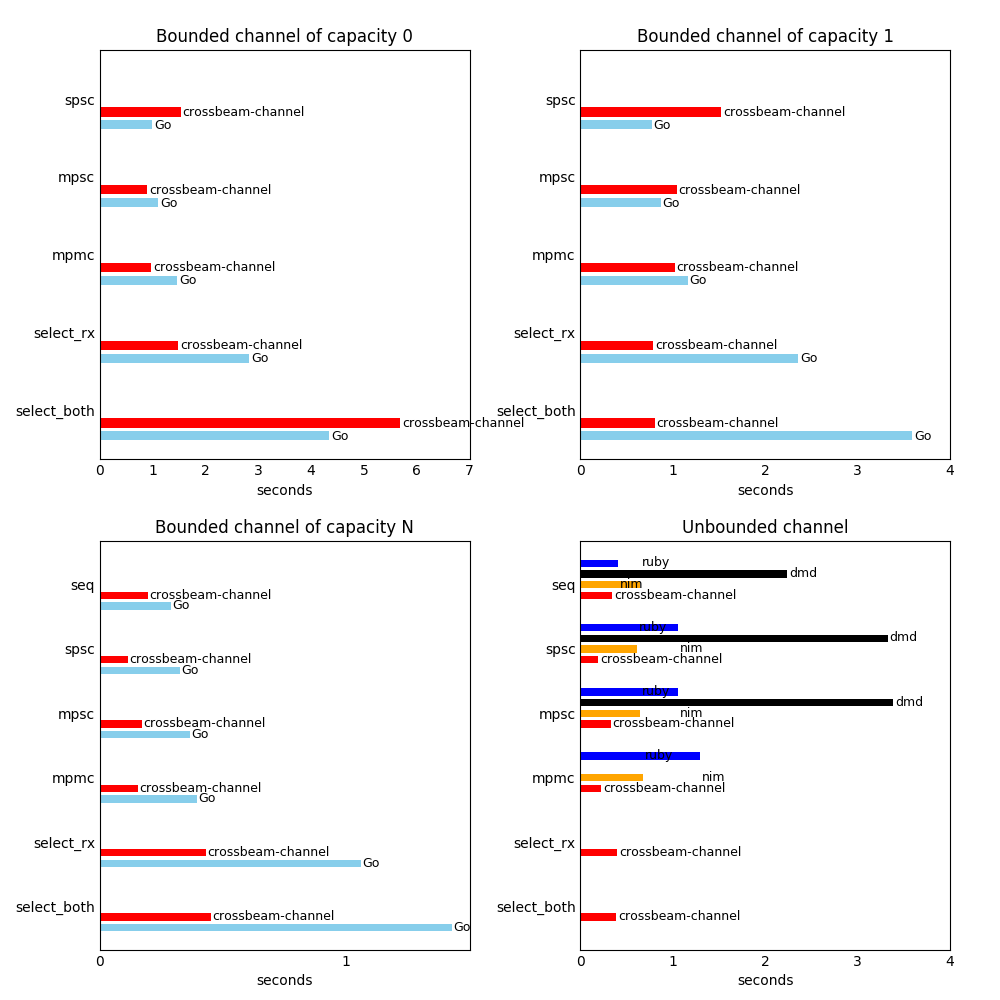 Bounded channel of capacity 0
spsc
crossbeam-channel
Go
mpsc
crossbeam-channel
Go
mpmc
crossbeam-channel
Go
select_rx
crossbeam-channel
Go
select_both
crossbeam-channel
Go
0 1 2 3 4 5 6 7
seconds
Bounded channel of capacity 1
spsc
crossbeam-channel
Go
mpsc
crossbeam-channel
Go
mpmc
crossbeam-channel
Go
select_rx
crossbeam-channel
Go
select_both
crossbeam-channel
Go
0 1 2 3 4
seconds
Bounded channel of capacity N
seq
crossbeam-channel
Go
spsc
crossbeam-channel
Go
mpsc
crossbeam-channel
Go
mpmc
crossbeam-channel
Go
select_rx
crossbeam-channel
Go
select_both
crossbeam-channel
Go
0 1
seconds
Unbounded channel
ruby
dmd
seq
nim
crossbeam-channel
ruby
dmd
spsc
nim
crossbeam-channel
ruby
dmd
mpsc
nim
crossbeam-channel
ruby
mpmc
nim
crossbeam-channel
select_rx
crossbeam-channel
select_both
crossbeam-channel
0 1 2 3 4
seconds